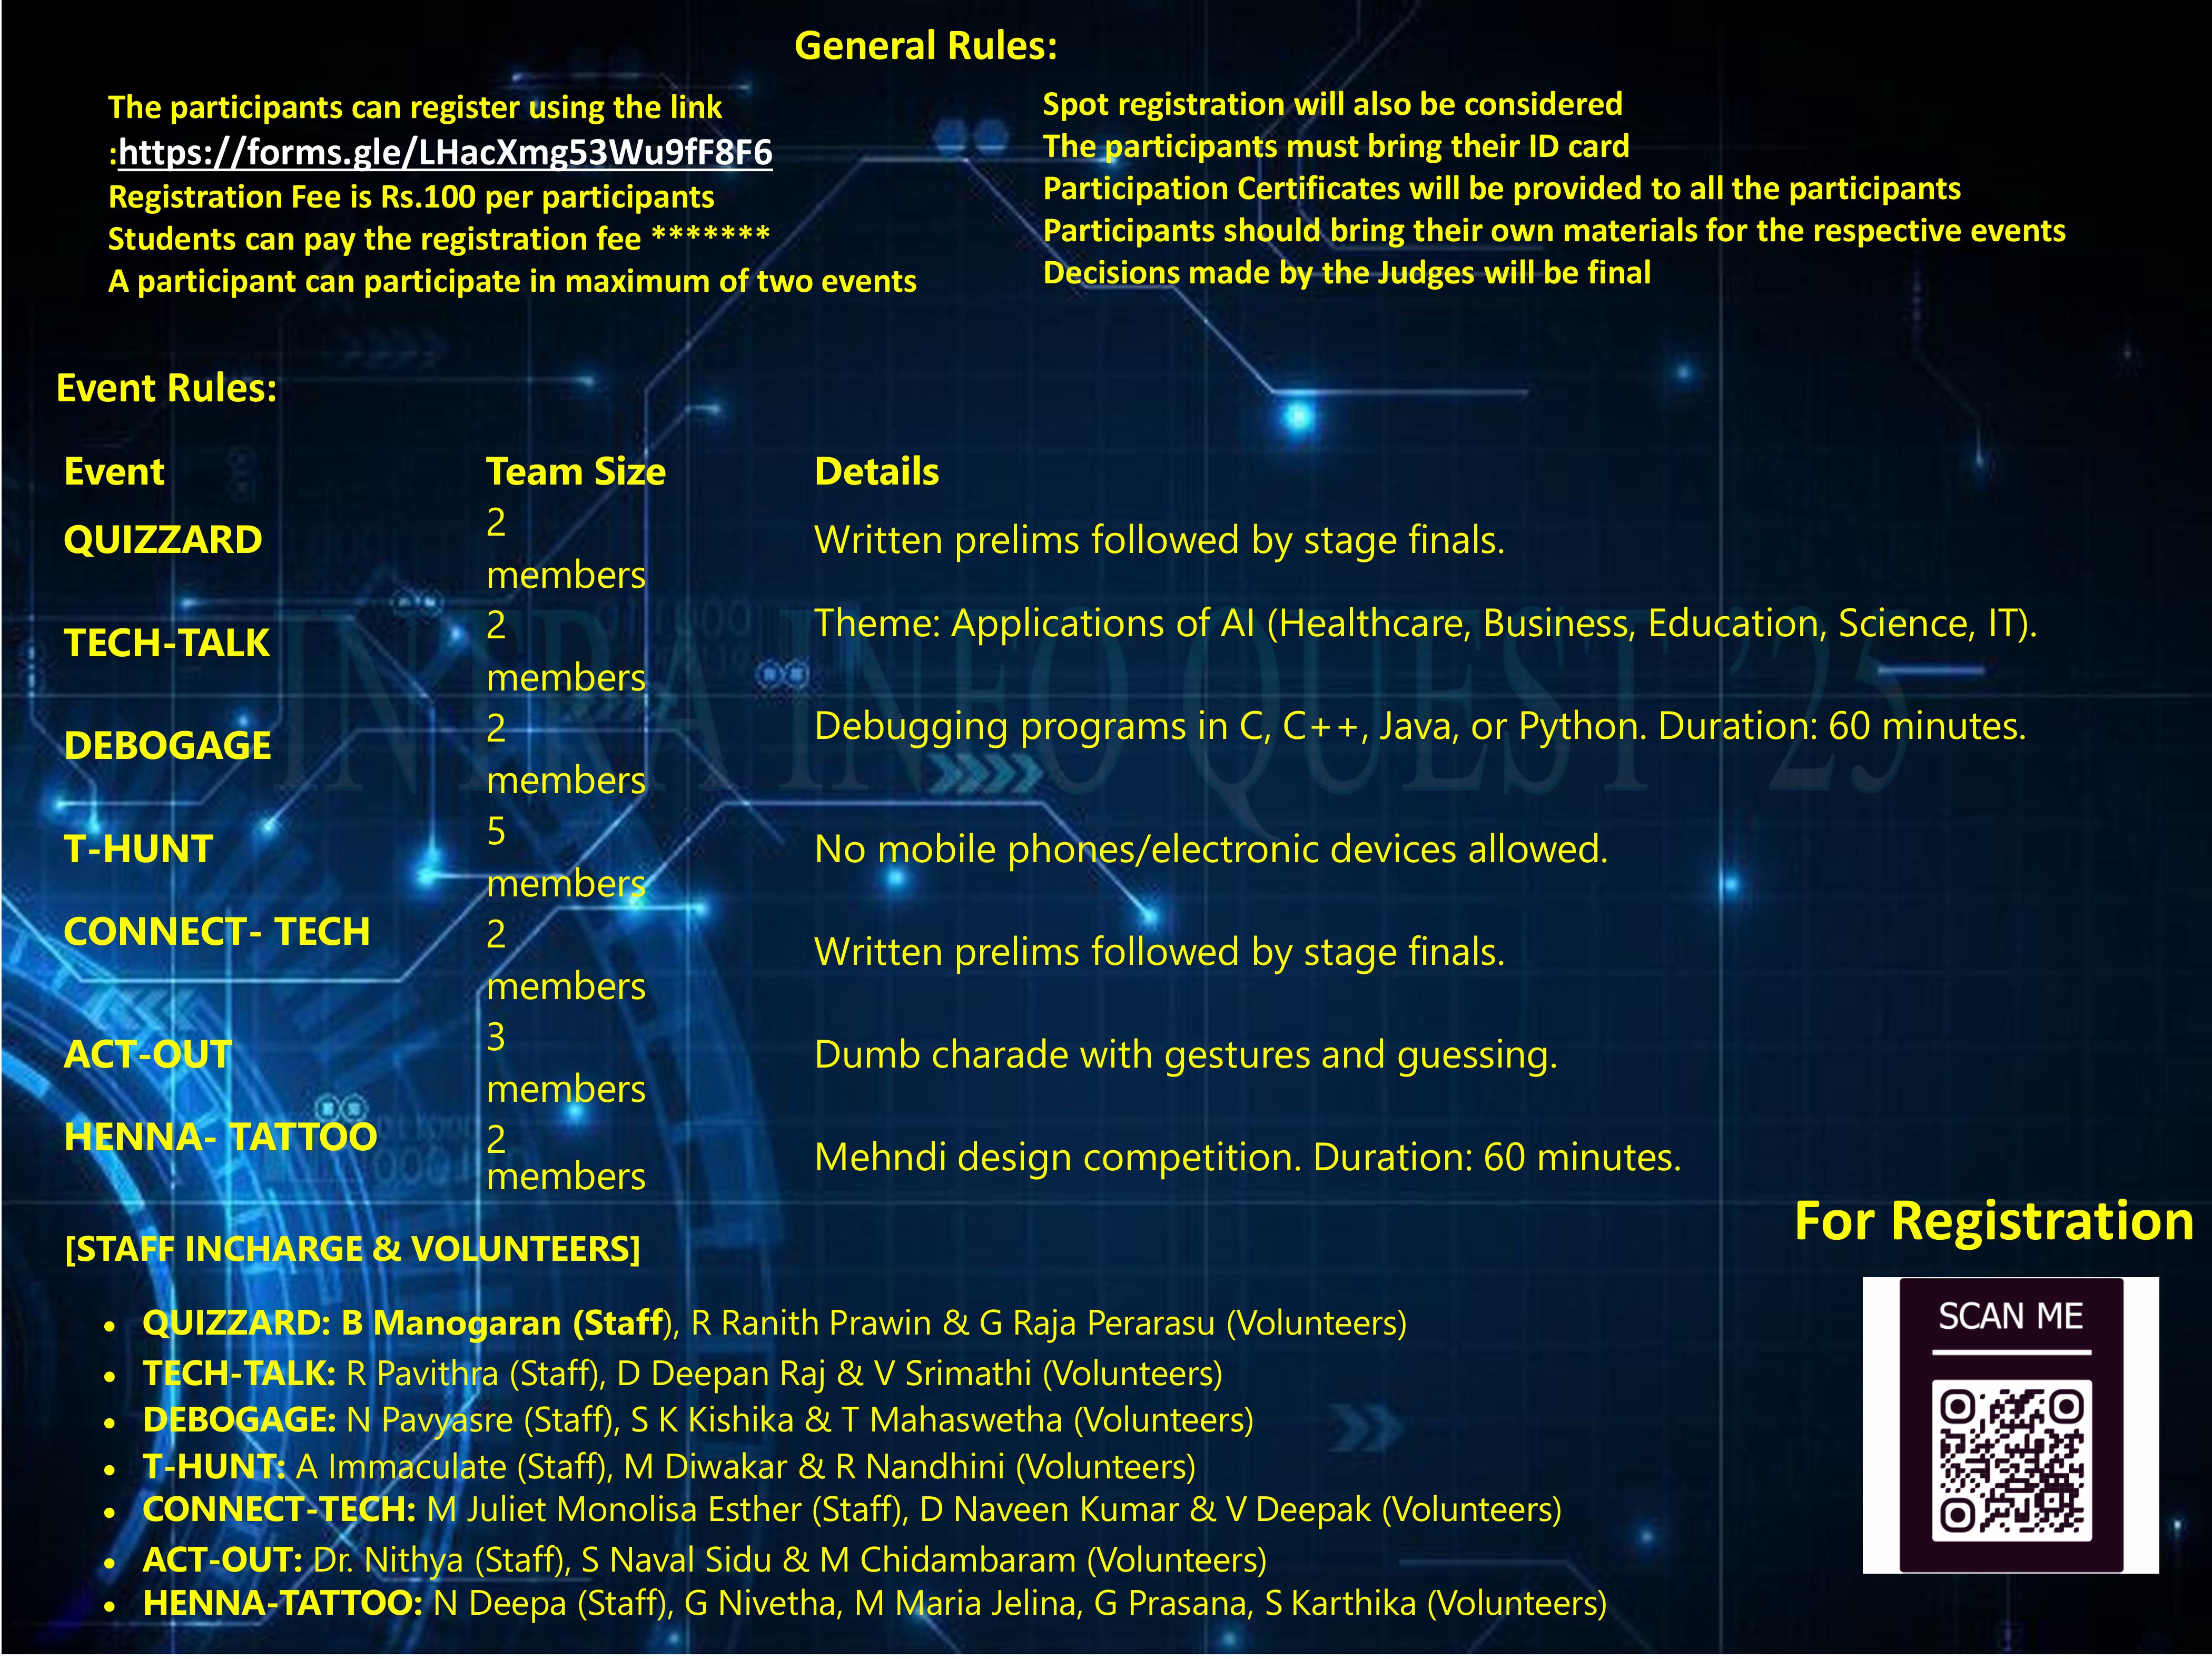 General Rules:
The participants can register using the link
:https://forms.gle/LHacXmg53Wu9fF8F6
Registration Fee is Rs.100 per participants
Students can pay the registration fee *******
A participant can participate in maximum of two events
Spot registration will also be considered
The participants must bring their ID card
Participation Certificates will be provided to all the participants
Participants should bring their own materials for the respective events
Decisions made by the Judges will be final
Event Rules:
Event Team Size Details
QUIZZARD 2 members Written prelims followed by stage finals.
TECH-TALK 2 members Theme: Applications of AI (Healthcare, Business, Education, Science, IT).
DEBOGAGE 2 members Debugging programs in C, C++, Java, or Python. Duration: 60 minutes.
T-HUNT 5 members No mobile phones/electronic devices allowed.
CONNECT- TECH 2 members Written prelims followed by stage finals.
ACT-OUT 3 members Dumb charade with gestures and guessing.
HENNA- TATTOO 2 members Mehndi design competition. Duration: 60 minutes.
INTRA INFO QUEST '25
[STAFF INCHARGE & VOLUNTEERS]
• QUIZZARD: B Manogaran (Staff), R Ranith Prawin & G Raja Perarasu (Volunteers)
• TECH-TALK: R Pavithra (Staff), D Deepan Raj & V Srimathi (Volunteers)
• DEBOGAGE: N Pavyasre (Staff), S K Kishika & T Mahaswetha (Volunteers)
• T-HUNT: A Immaculate (Staff), M Diwakar & R Nandhini (Volunteers)
• CONNECT-TECH: M Juliet Monolisa Esther (Staff), D Naveen Kumar & V Deepak (Volunteers)
• ACT-OUT: Dr. Nithya (Staff), S Naval Sidu & M Chidambaram (Volunteers)
• HENNA-TATTOO: N Deepa (Staff), G Nivetha, M Maria Jelina, G Prasana, S Karthika (Volunteers)
For Registration
SCAN ME